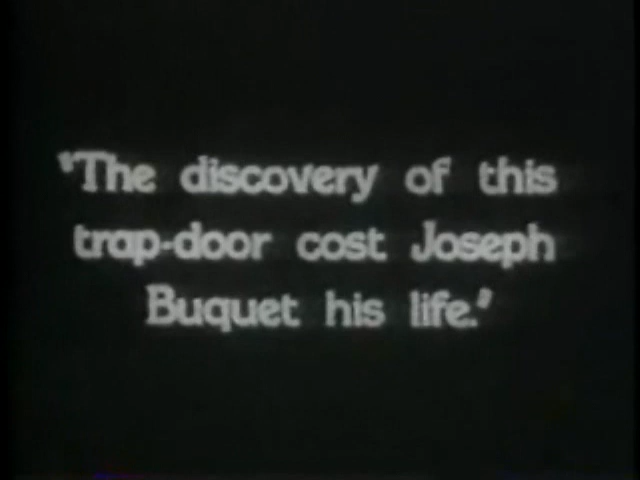 "The discovery of this
trap-door cost Joseph
Buquet his life."